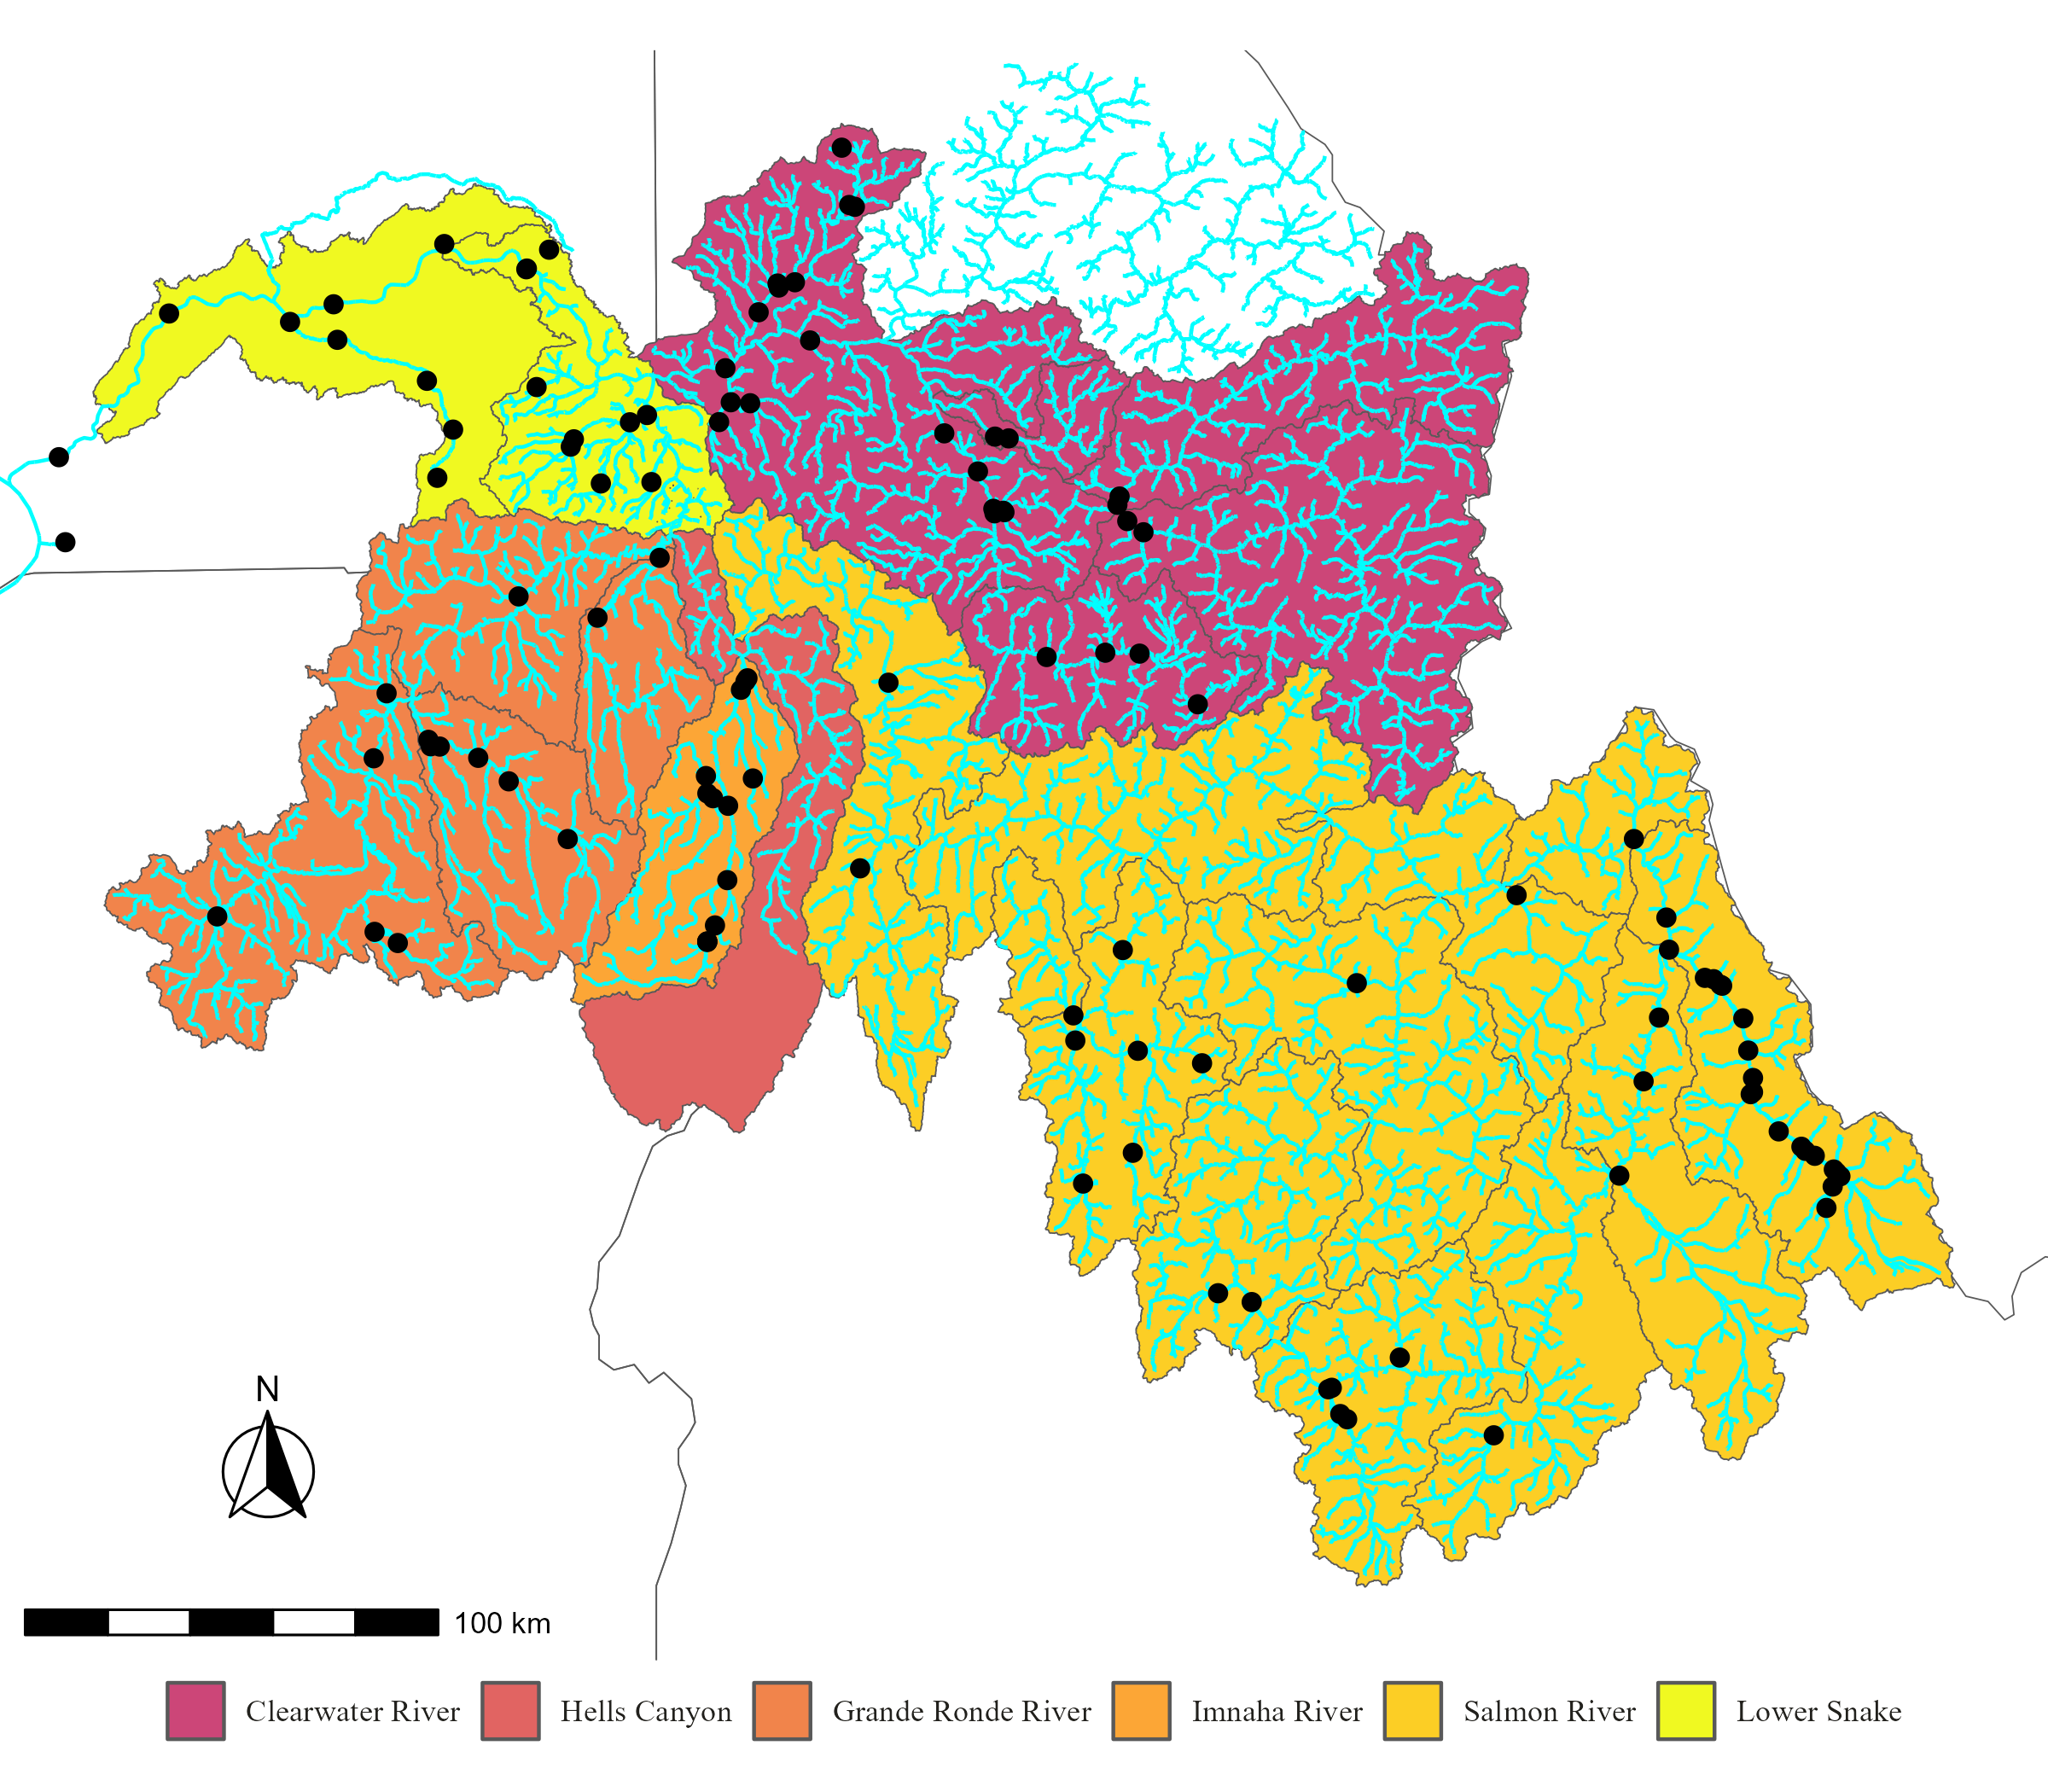 N
100 km
Clearwater River
Hells Canyon
Grande Ronde River
Imnaha River
Salmon River
Lower Snake